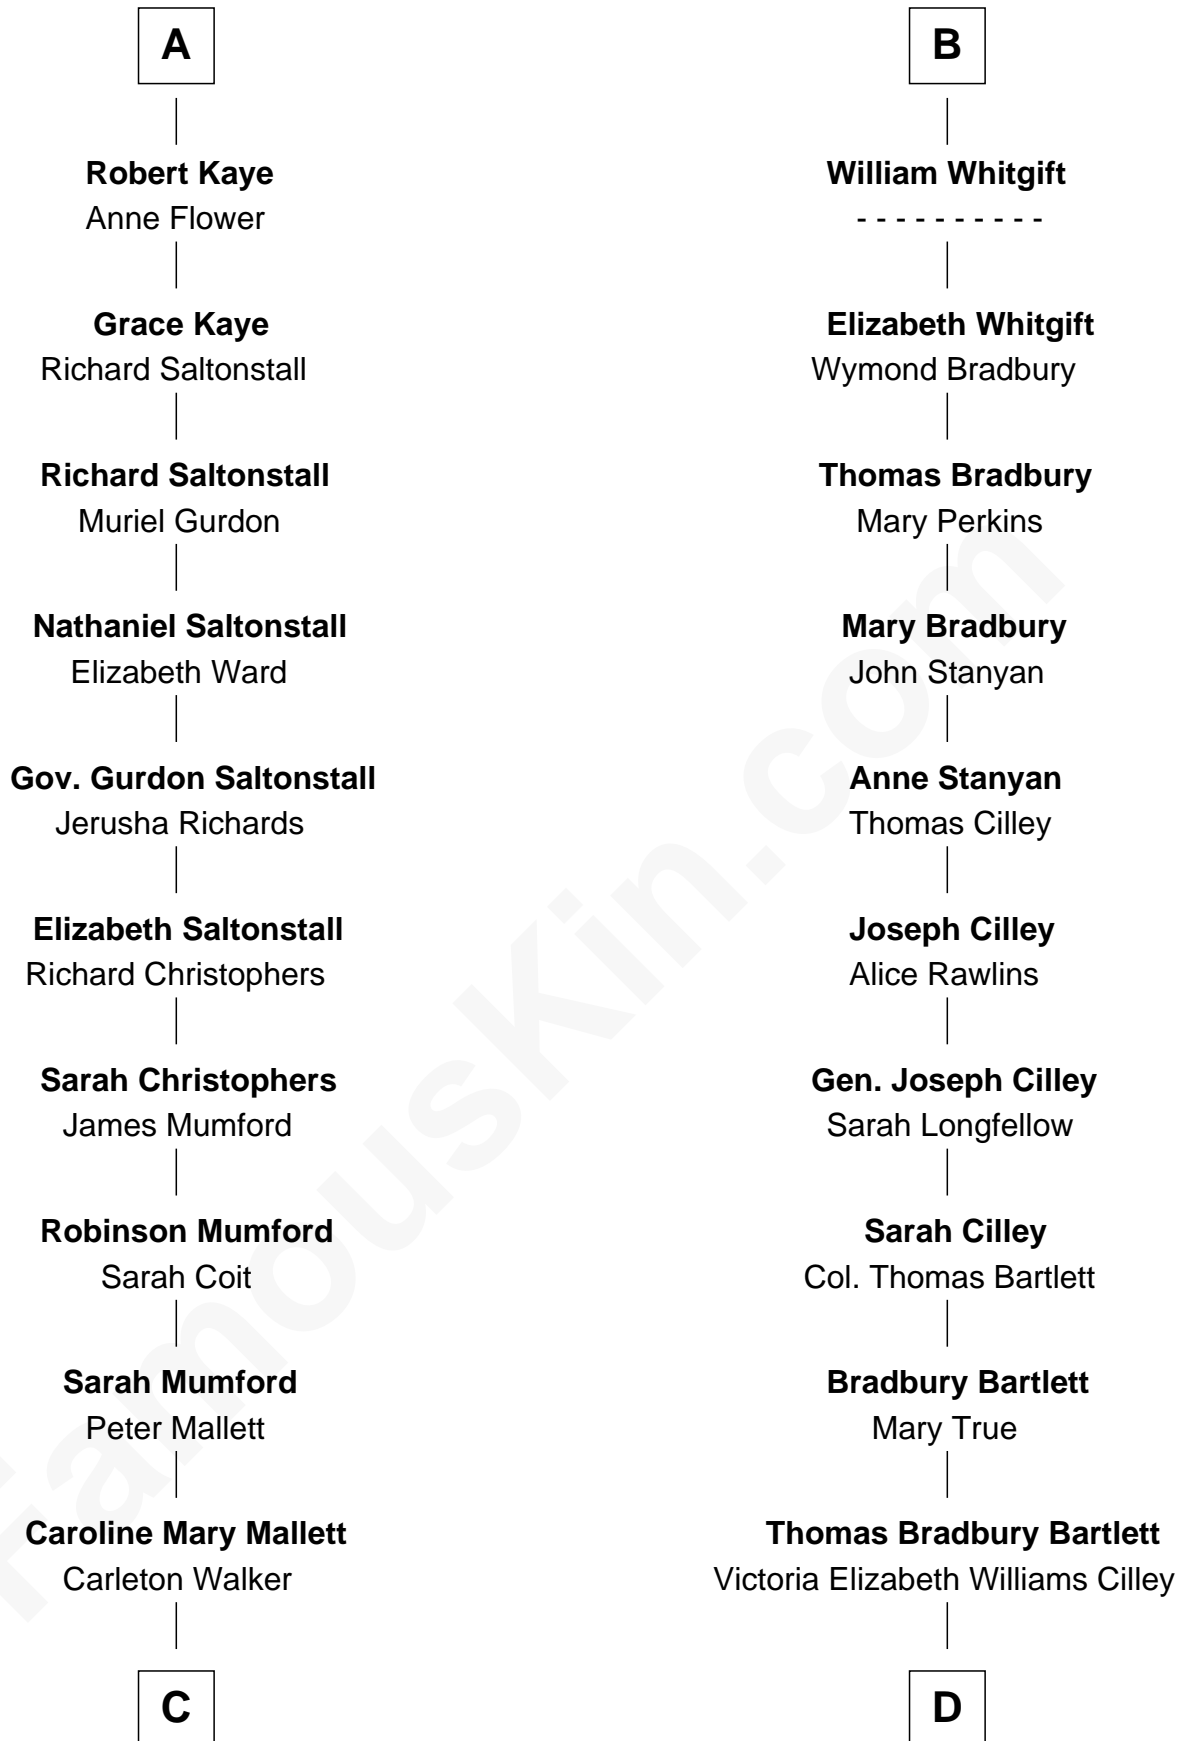 A
Robert Kaye
Anne Flower
Grace Kaye
Richard Saltonstall
Richard Saltonstall
Muriel Gurdon
Nathaniel Saltonstall
Elizabeth Ward
Gov. Gurdon Saltonstall
Jerusha Richards
Elizabeth Saltonstall
Richard Christophers
Sarah Christophers
James Mumford
Robinson Mumford
Sarah Coit
Sarah Mumford
Peter Mallett
Caroline Mary Mallett
Carleton Walker
C
B
William Whitgift
- - - - - - - - - -
Elizabeth Whitgift
Wymond Bradbury
Thomas Bradbury
Mary Perkins
Mary Bradbury
John Stanyan
Anne Stanyan
Thomas Cilley
Joseph Cilley
Alice Rawlins
Gen. Joseph Cilley
Sarah Longfellow
Sarah Cilley
Col. Thomas Bartlett
Bradbury Bartlett
Mary True
Thomas Bradbury Bartlett
Victoria Elizabeth Williams Cilley
D
FamousKin.com